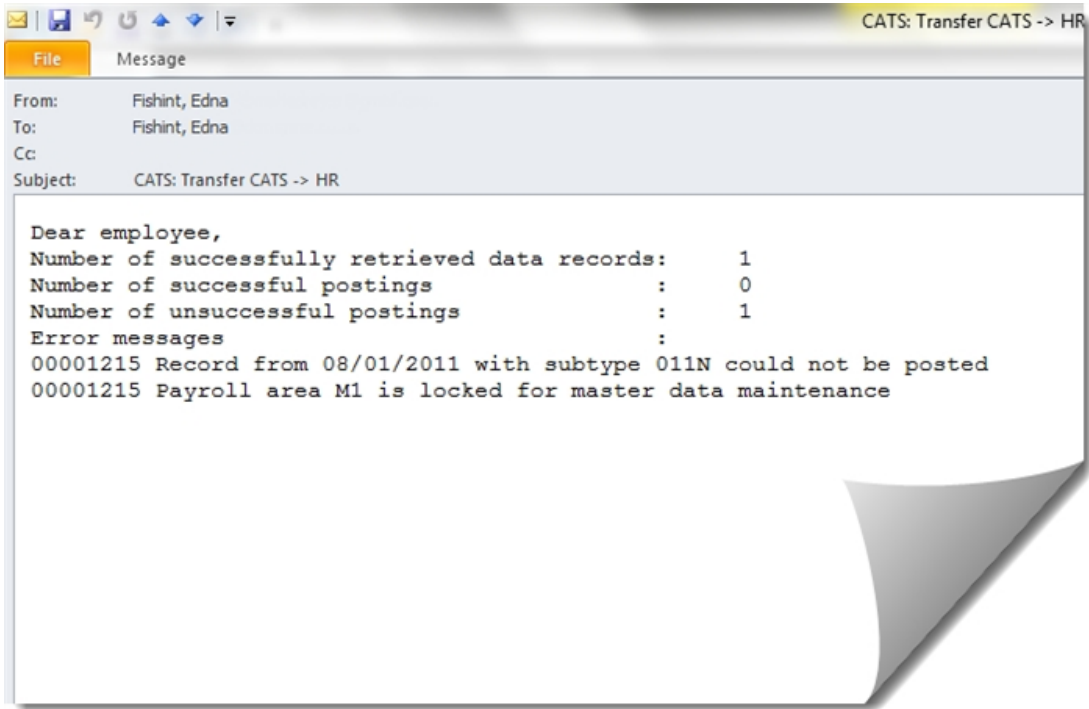 CATS: Transfer CATS -> HR
File Message
From: Fishint, Edna
To: Fishint, Edna
Cc:
Subject: CATS: Transfer CATS -> HR
Dear employee,
Number of successfully retrieved data records: 1
Number of successful postings : 0
Number of unsuccessful postings : 1
Error messages :
00001215 Record from 08/01/2011 with subtype 011N could not be posted
00001215 Payroll area M1 is locked for master data maintenance